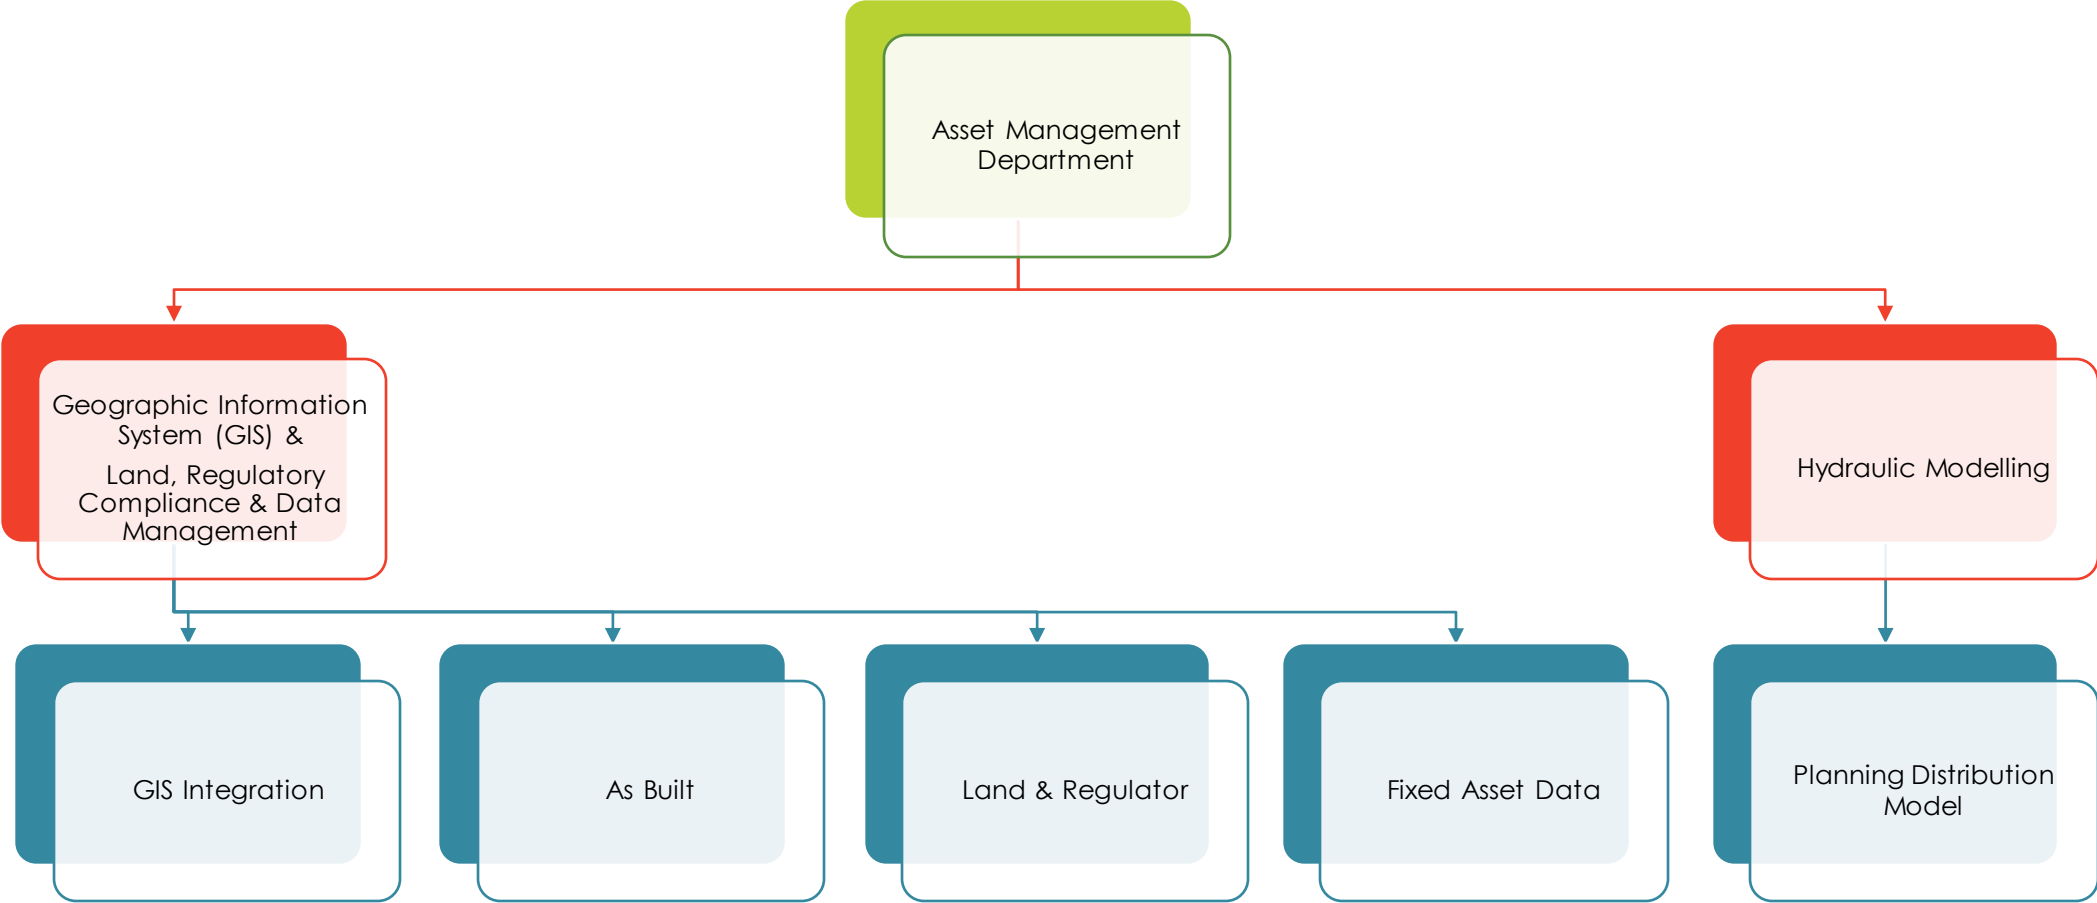 Asset Management
Department
Geographic Information
System (GIS) &
Land, Regulatory
Compliance & Data
Management
Hydraulic Modelling
GIS Integration
As Built
Land & Regulator
Fixed Asset Data
Planning Distribution
Model